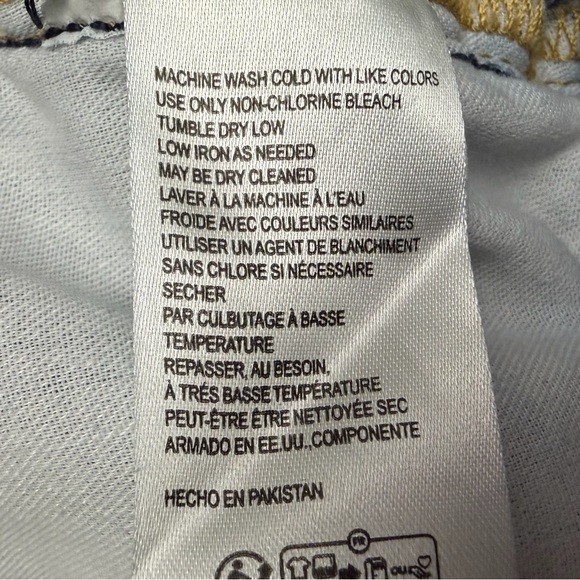 MACHINE WASH COLD WITH LIKE COLORS
USE ONLY NON-CHLORINE BLEACH
TUMBLE DRY LOW
LOW IRON AS NEEDED
MAY BE DRY CLEANED
LAVER À LA MACHINE À L'EAU
FROIDE AVEC COULEURS SIMILAIRES
UTILISER UN AGENT DE BLANCHIMENT
SANS CHLORE SI NÉCESSAIRE
SECHER
PAR CULBUTAGE À BASSE
TEMPERATURE
REPASSER, AU BESOIN,
À TRÉS BASSE TEMPÉRATURE
PEUT-ÊTRE ÊTRE NETTOYÉE SEC
ARMADO EN EE.UU.,COMPONENTE
HECHO EN PAKISTAN
FR
OU